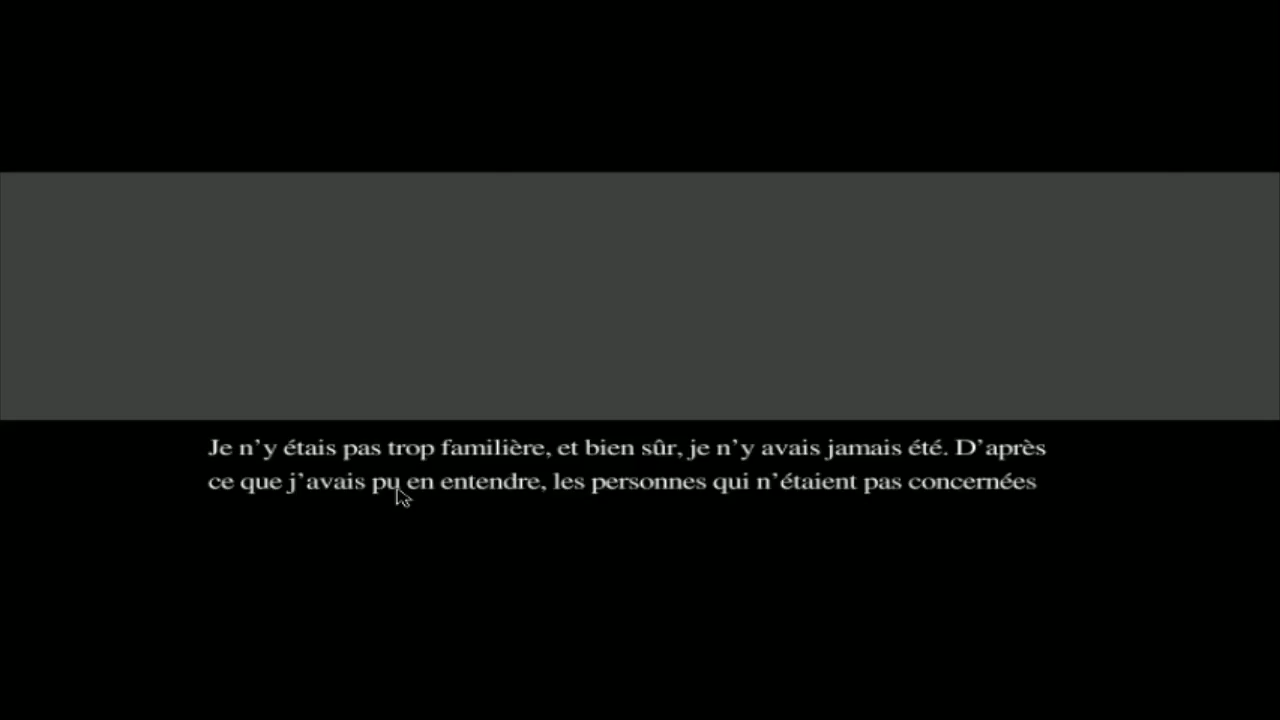 Je n’y étais pas trop familière, et bien sûr, je n’y avais jamais été. D’après
ce que j’avais pu en entendre, les personnes qui n’étaient pas concernées